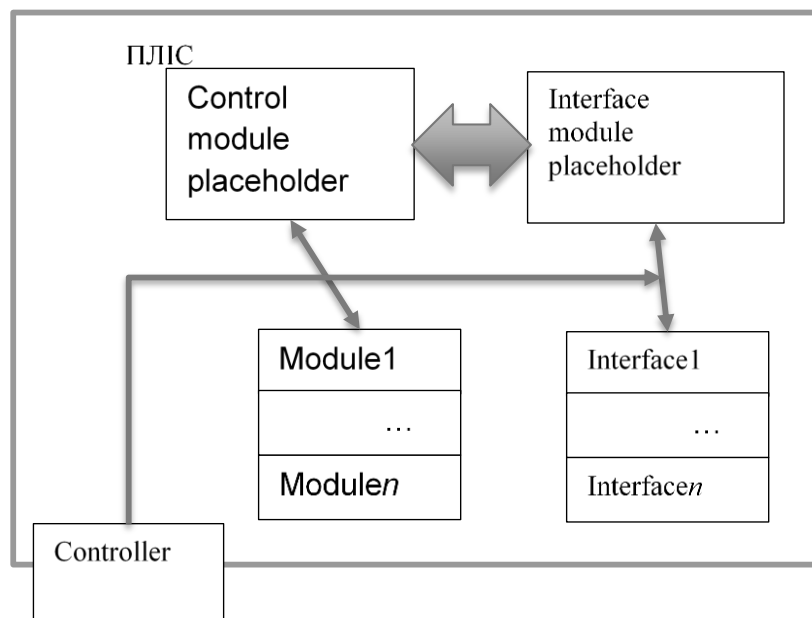 ПЛІС
Control
module
placeholder
Interface
module
placeholder
Module1
...
Modulen
Interface1
...
Interfacen
Controller